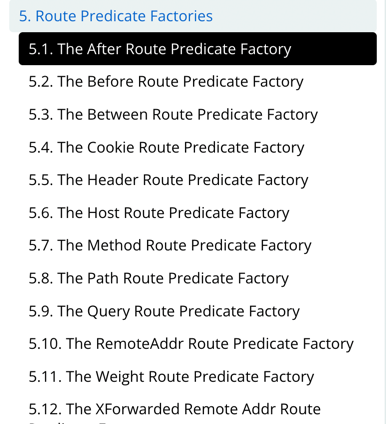 5. Route Predicate Factories
5.1. The After Route Predicate Factory
5.2. The Before Route Predicate Factory
5.3. The Between Route Predicate Factory
5.4. The Cookie Route Predicate Factory
5.5. The Header Route Predicate Factory
5.6. The Host Route Predicate Factory
5.7. The Method Route Predicate Factory
5.8. The Path Route Predicate Factory
5.9. The Query Route Predicate Factory
5.10. The RemoteAddr Route Predicate Factory
5.11. The Weight Route Predicate Factory
5.12. The XForwarded Remote Addr Route